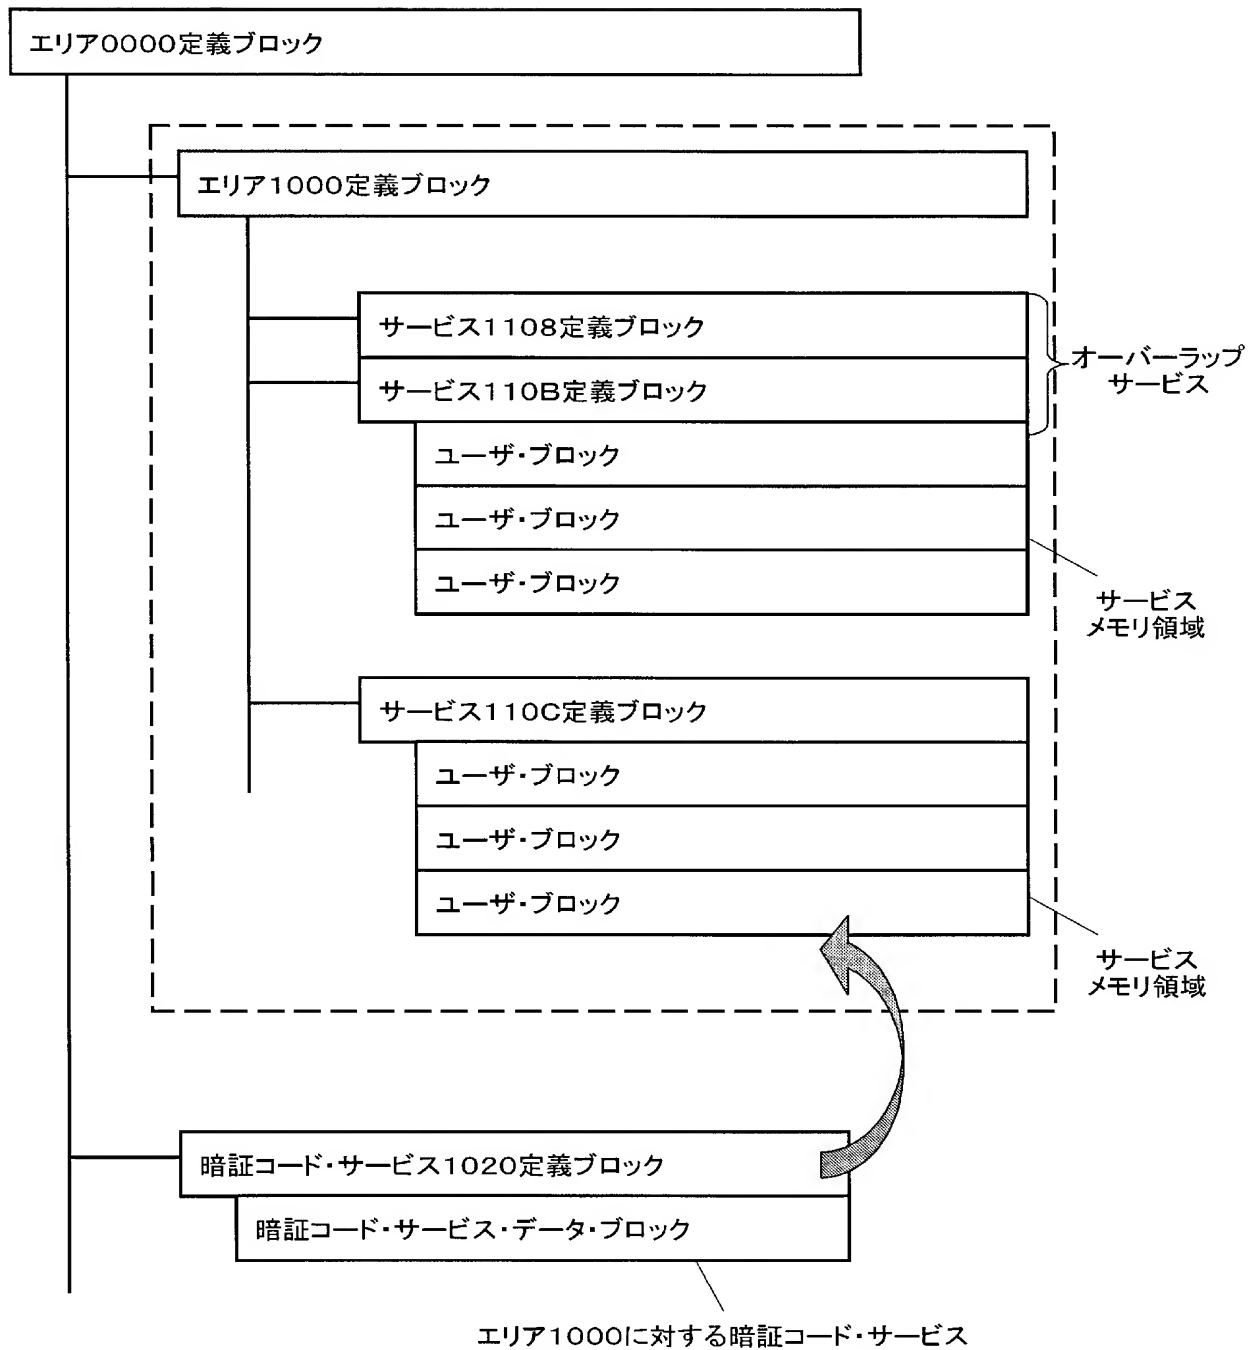 エリア0000定義ブロック
エリア1000定義ブロック
サービス1108定義ブロック
サービス110B定義ブロック
オーバーラップ
サービス
ユーザ・ブロック
ユーザ・ブロック
ユーザ・ブロック
サービス
メモリ領域
サービス110C定義ブロック
ユーザ・ブロック
ユーザ・ブロック
ユーザ・ブロック
サービス
メモリ領域
暗証コード・サービス1020定義ブロック
暗証コード・サービス・データ・ブロック
エリア1000に対する暗証コード・サービス